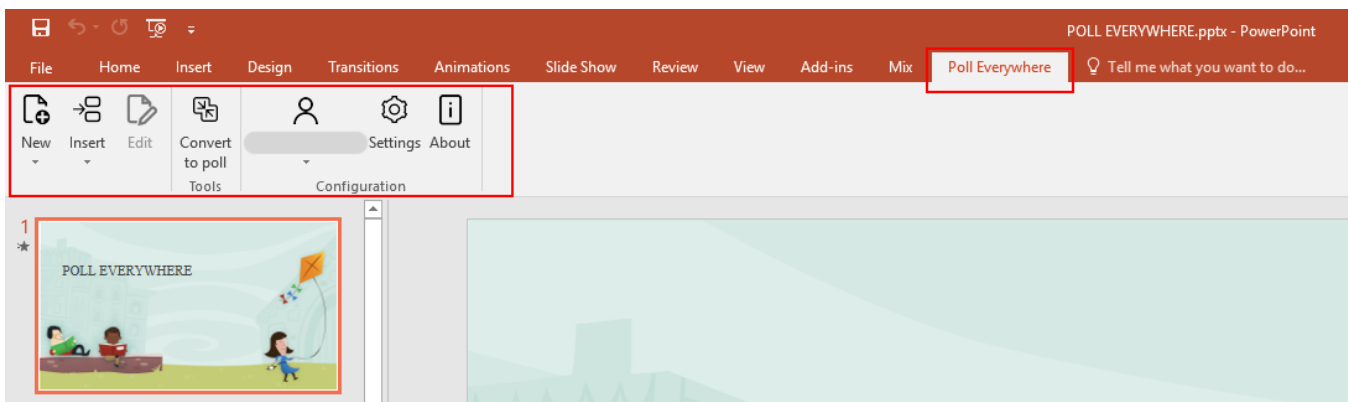 POLL EVERYWHERE.pptx - PowerPoint
File Home Insert Design Transitions Animations Slide Show Review View Add-ins Mix Poll Everywhere Tell me what you want to do...
New Insert Edit Convert to poll Settings About
Tools Configuration
1
POLL EVERYWHERE